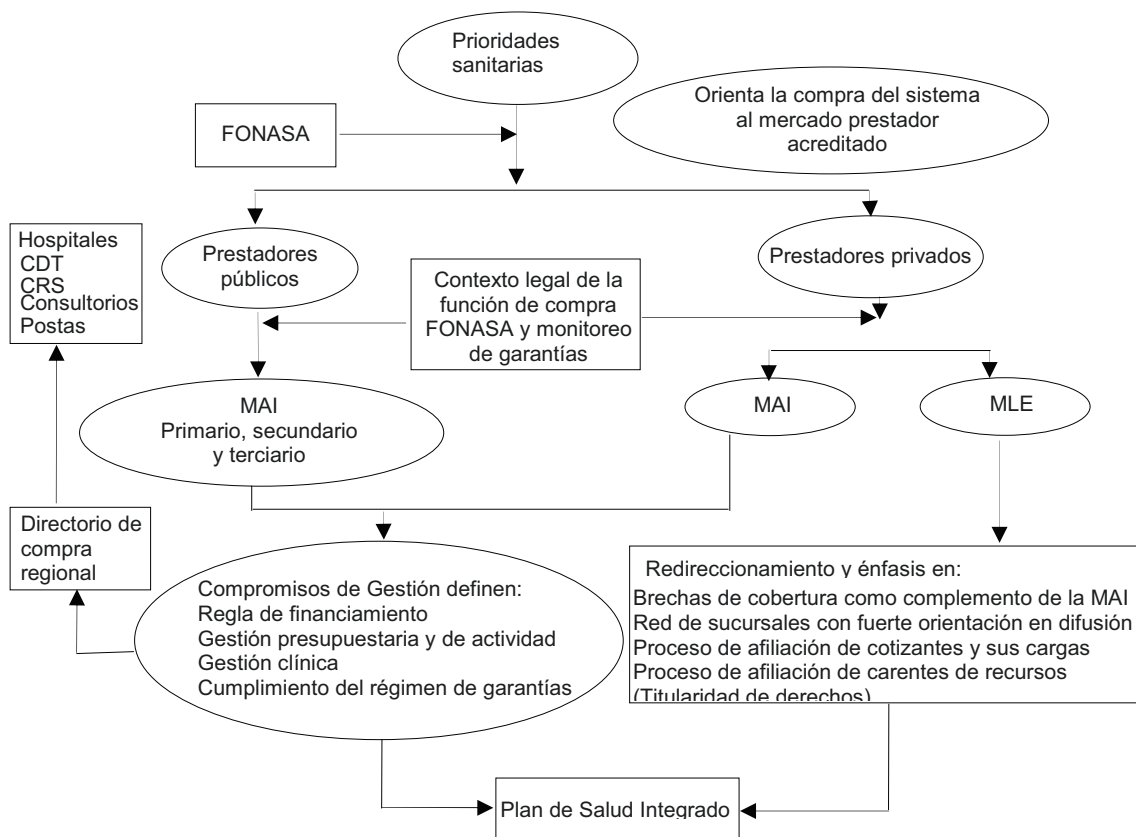 Prioridades
sanitarias
Orienta la compra del sistema
al mercado prestador
acreditado
FONASA
Hospitales
CDT
CRS
Consultorios
Postas
Prestadores
públicos
Prestadores privados
Contexto legal de la
función de compra
FONASA y monitoreo
de garantías
MAI
Primario, secundario
y terciario
MAI
MLE
Directorio de
compra
regional
Compromisos de Gestión definen:
Regla de financiamiento
Gestión presupuestaria y de actividad
Gestión clínica
Cumplimiento del régimen de garantías
Redireccionamiento y énfasis en:
Brechas de cobertura como complemento de la MAI
Red de sucursales con fuerte orientación en difusión
Proceso de afiliación de cotizantes y sus cargas
Proceso de afiliación de carentes de recursos
(Titularidad de derechos)
Plan de Salud Integrado